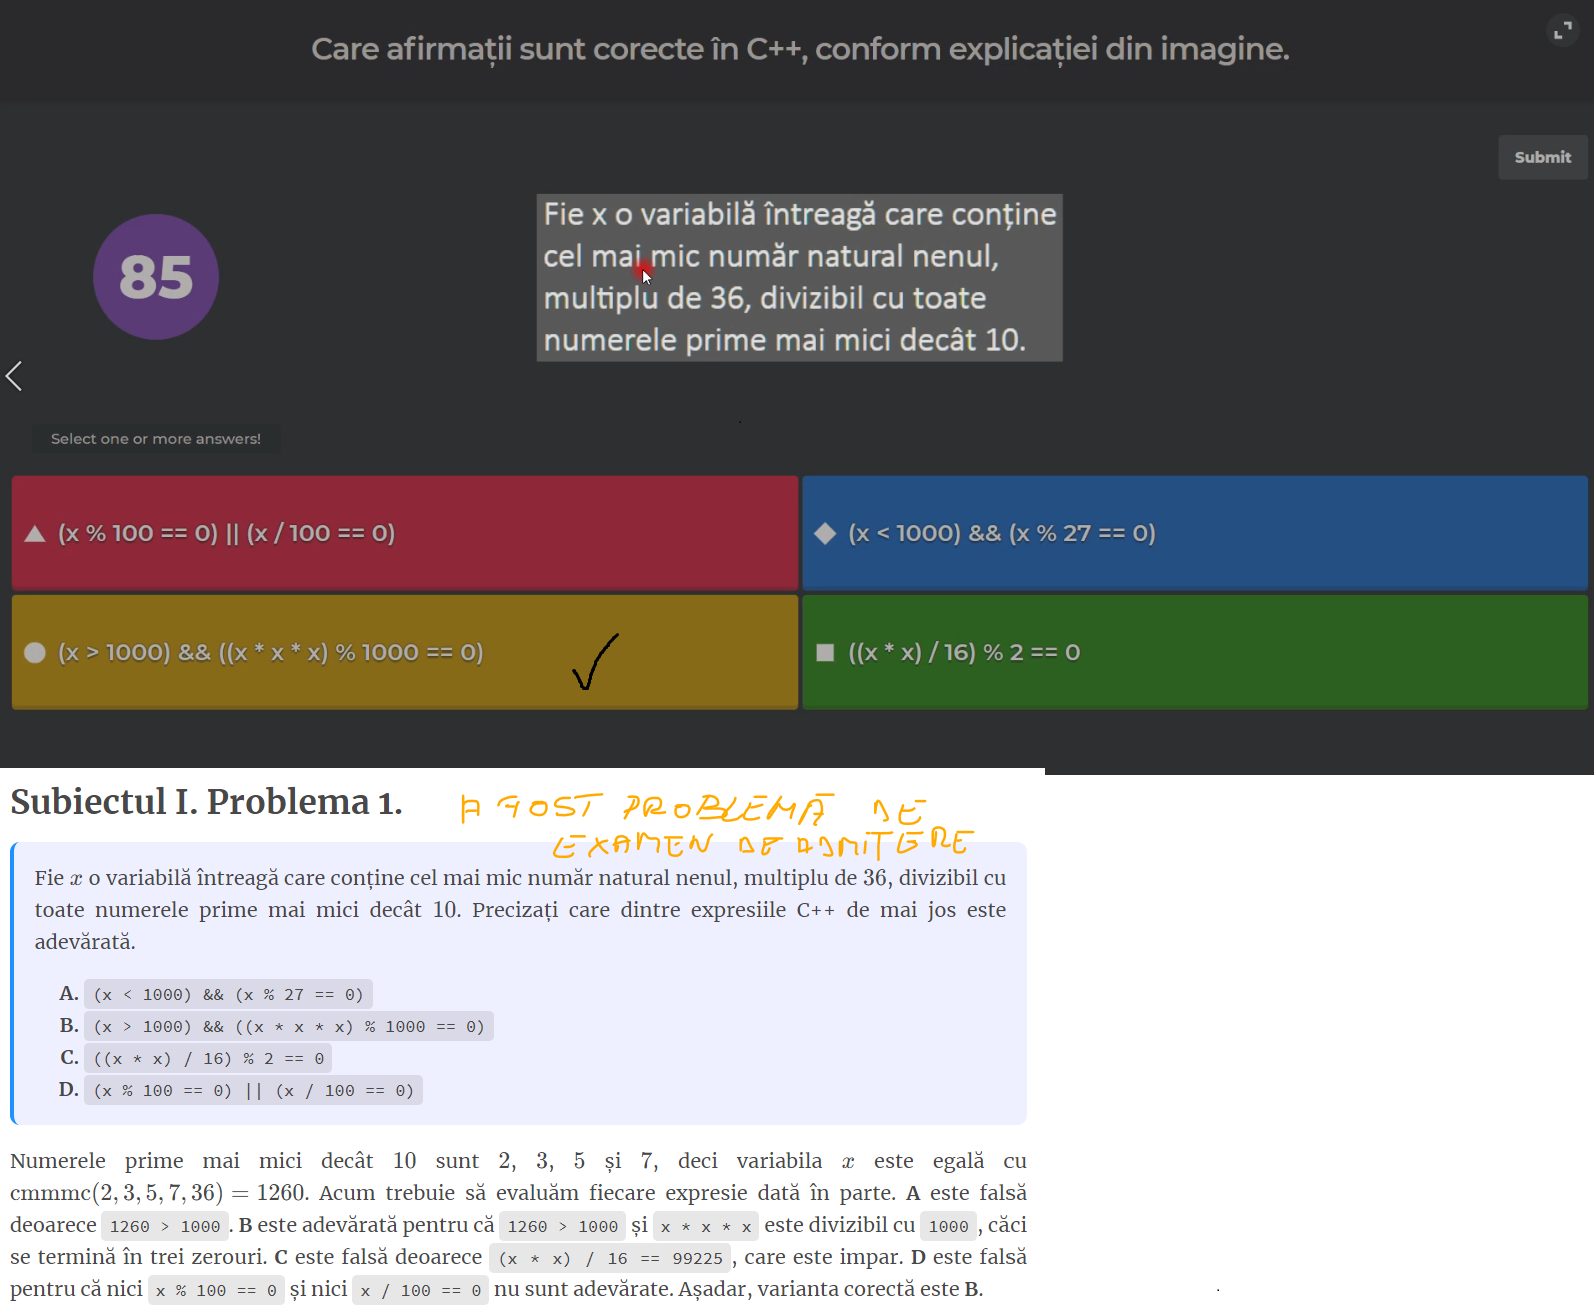 Care afirmații sunt corecte în C++, conform explicației din imagine.
Submit
85
Fie x o variabilă întreagă care conține
cel mai mic număr natural nenul,
multiplu de 36, divizibil cu toate
numerele prime mai mici decât 10.
Select one or more answers!
(x % 100 == 0) || (x / 100 == 0)
(x < 1000) && (x % 27 == 0)
(x > 1000) && ((x * x * x) % 1000 == 0)
((x * x) / 16) % 2 == 0
Subiectul I. Problema 1.
A FOST PROBLEMĂ DE
EXAMEN DE ADMITERE
Fie x o variabilă întreagă care conține cel mai mic număr natural nenul, multiplu de 36, divizibil cu
toate numerele prime mai mici decât 10. Precizați care dintre expresiile C++ de mai jos este
adevărată.
A. (x < 1000) && (x % 27 == 0)
B. (x > 1000) && ((x * x * x) % 1000 == 0)
C. ((x * x) / 16) % 2 == 0
D. (x % 100 == 0) || (x / 100 == 0)
Numerele prime mai mici decât 10 sunt 2, 3, 5 și 7, deci variabila x este egală cu
cmmmc(2, 3, 5, 7, 36) = 1260. Acum trebuie să evaluăm fiecare expresie dată în parte. A este falsă
deoarece 1260 > 1000 . B este adevărată pentru că 1260 > 1000 și x * x * x este divizibil cu 1000 , căci
se termină în trei zerouri. C este falsă deoarece (x * x) / 16 == 99225 , care este impar. D este falsă
pentru că nici x % 100 == 0 și nici x / 100 == 0 nu sunt adevărate. Așadar, varianta corectă este B.